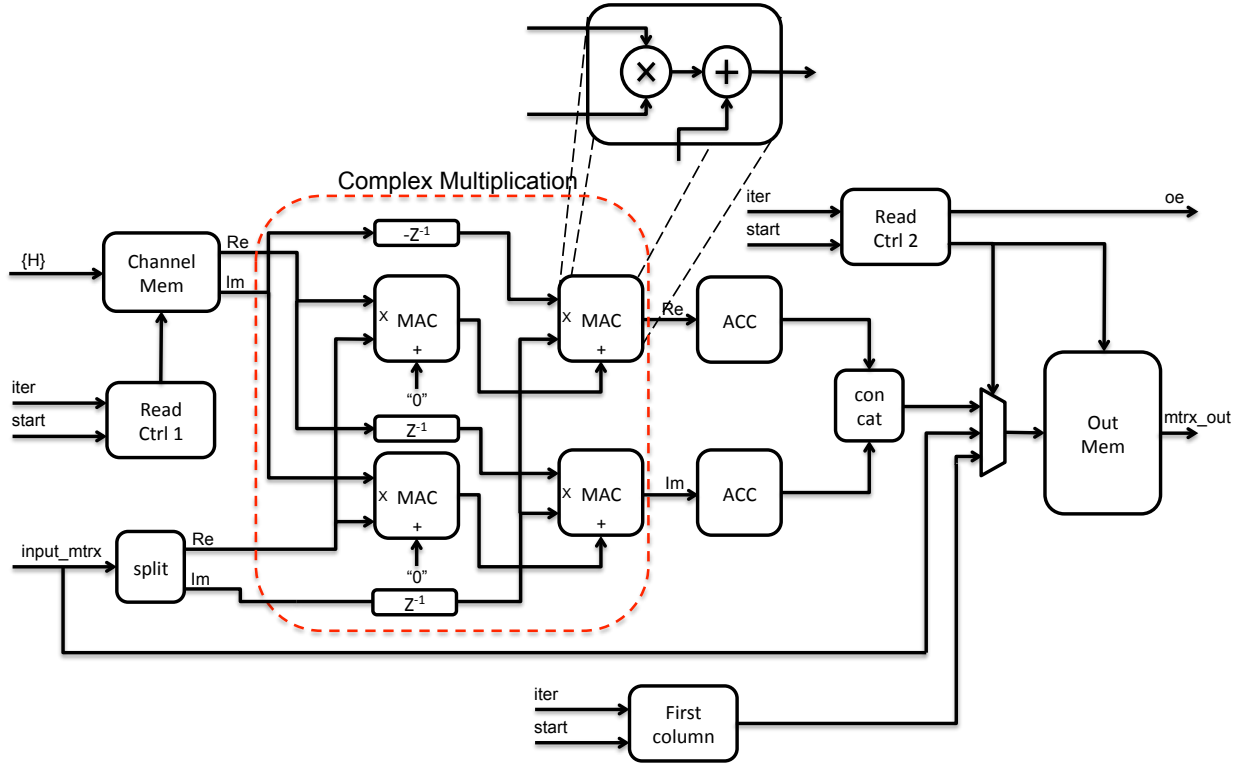 Complex Multiplication
iter
start
Read
Ctrl 2
oe
{H}
Channel
Mem
Re
Im
-Z⁻¹
x
MAC
+
"0"
x
MAC
+
Re
ACC
iter
start
Read
Ctrl 1
Z⁻¹
con
cat
Out
Mem
mtrx_out
x
MAC
+
"0"
x
MAC
+
Im
ACC
input_mtrx
split
Re
Im
Z⁻¹
iter
start
First
column